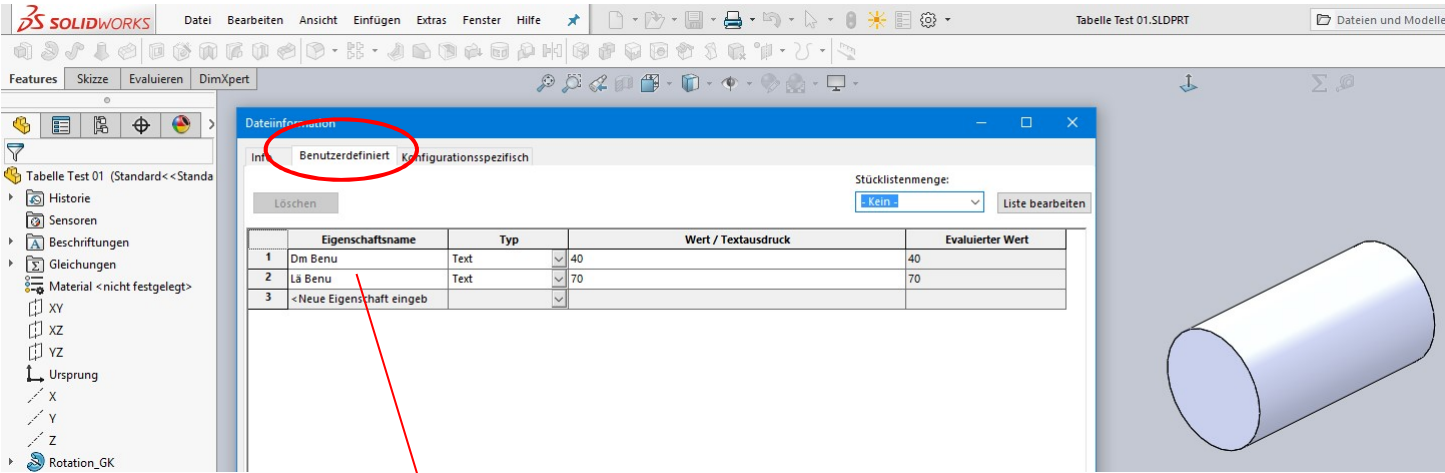 SOLIDWORKS Datei Bearbeiten Ansicht Einfügen Extras Fenster Hilfe Tabelle Test 01.SLDPRT Dateien und Modelle
Features Skizze Evaluieren DimXpert
Dateiinformation
Info Benutzerdefiniert Konfigurationsspezifisch
Stücklistenmenge:
Löschen - Kein - Liste bearbeiten
Eigenschaftsname Typ Wert / Textausdruck Evaluierter Wert
1 Dm Benu Text 40 40
2 Lä Benu Text 70 70
3 <Neue Eigenschaft eingeb
Tabelle Test 01 (Standard<<Standa
Historie
Sensoren
Beschriftungen
Gleichungen
Material <nicht festgelegt>
XY
XZ
YZ
Ursprung
X
Y
Z
Rotation_GK